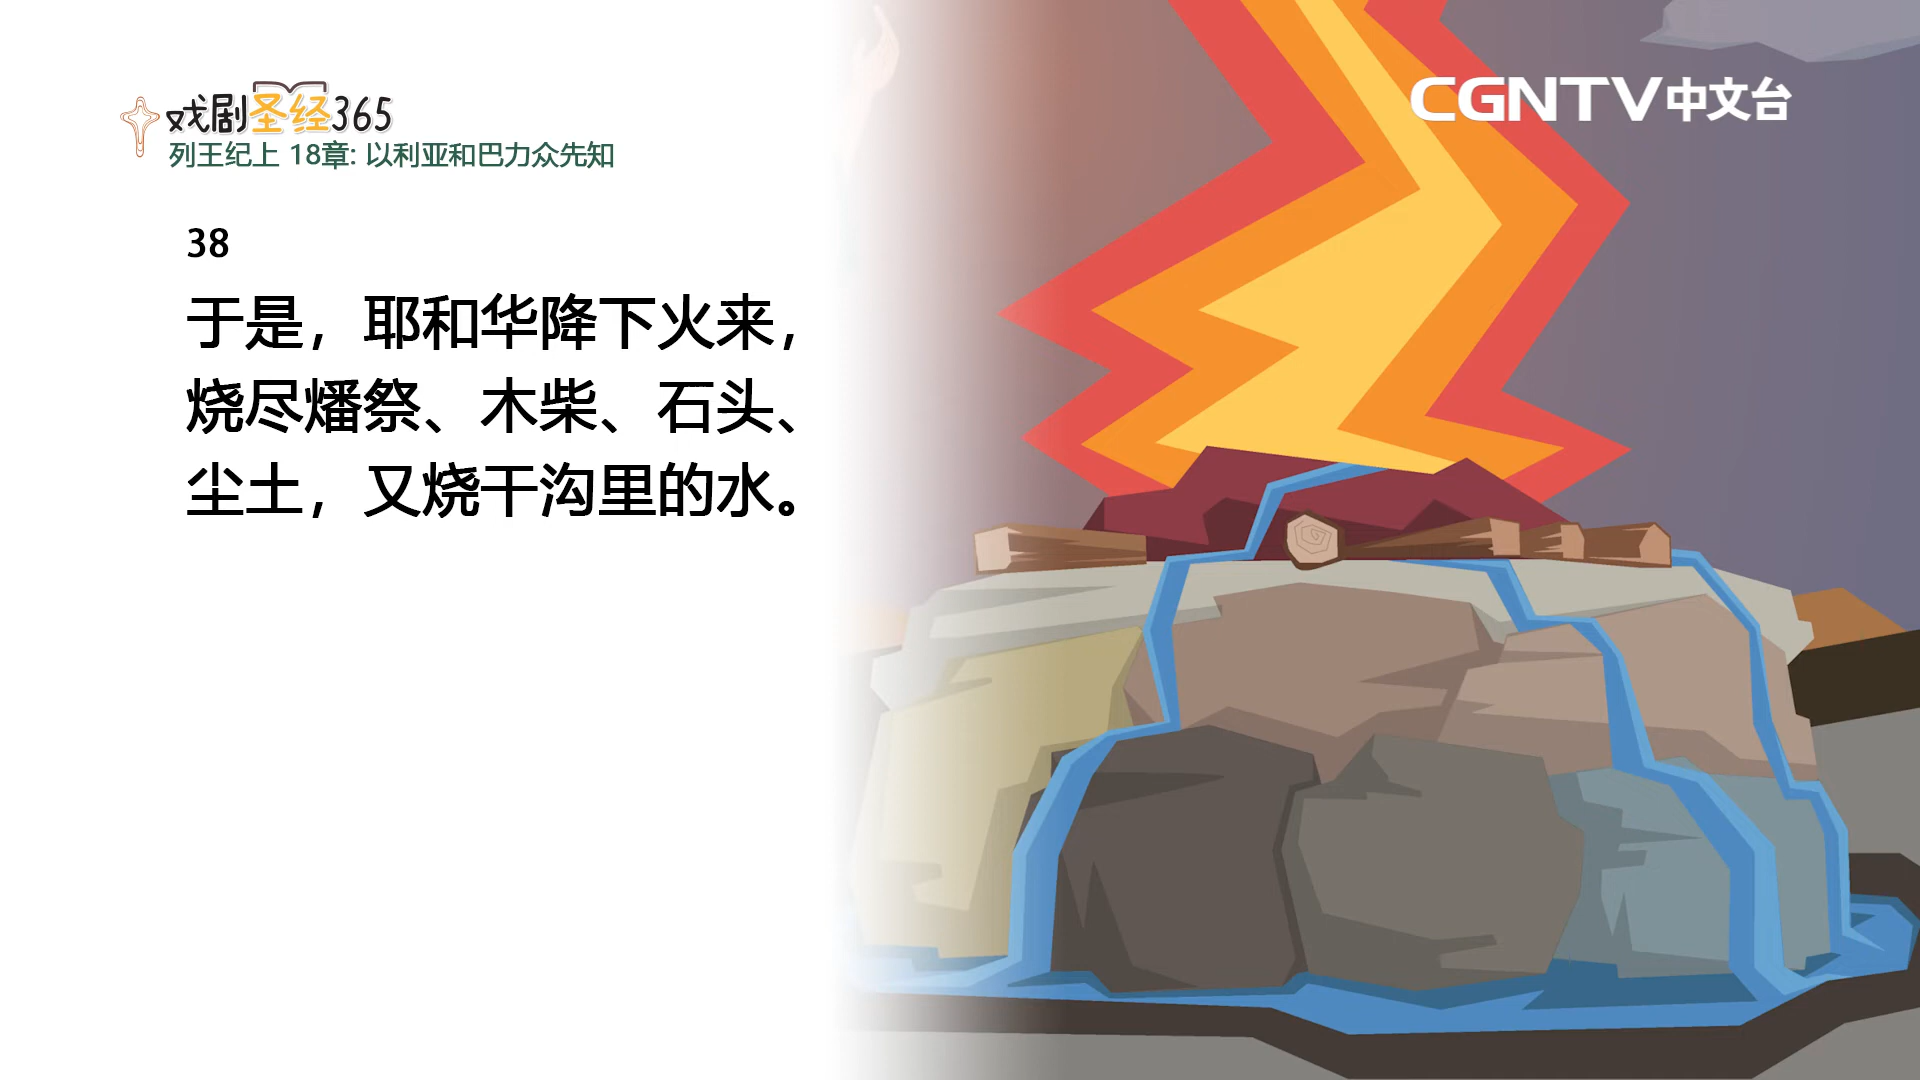 戏剧圣经365
CGNTV中文台
列王纪上 18章: 以利亚和巴力众先知
38
于是，耶和华降下火来，
烧尽燔祭、木柴、石头、
尘土，又烧干沟里的水。